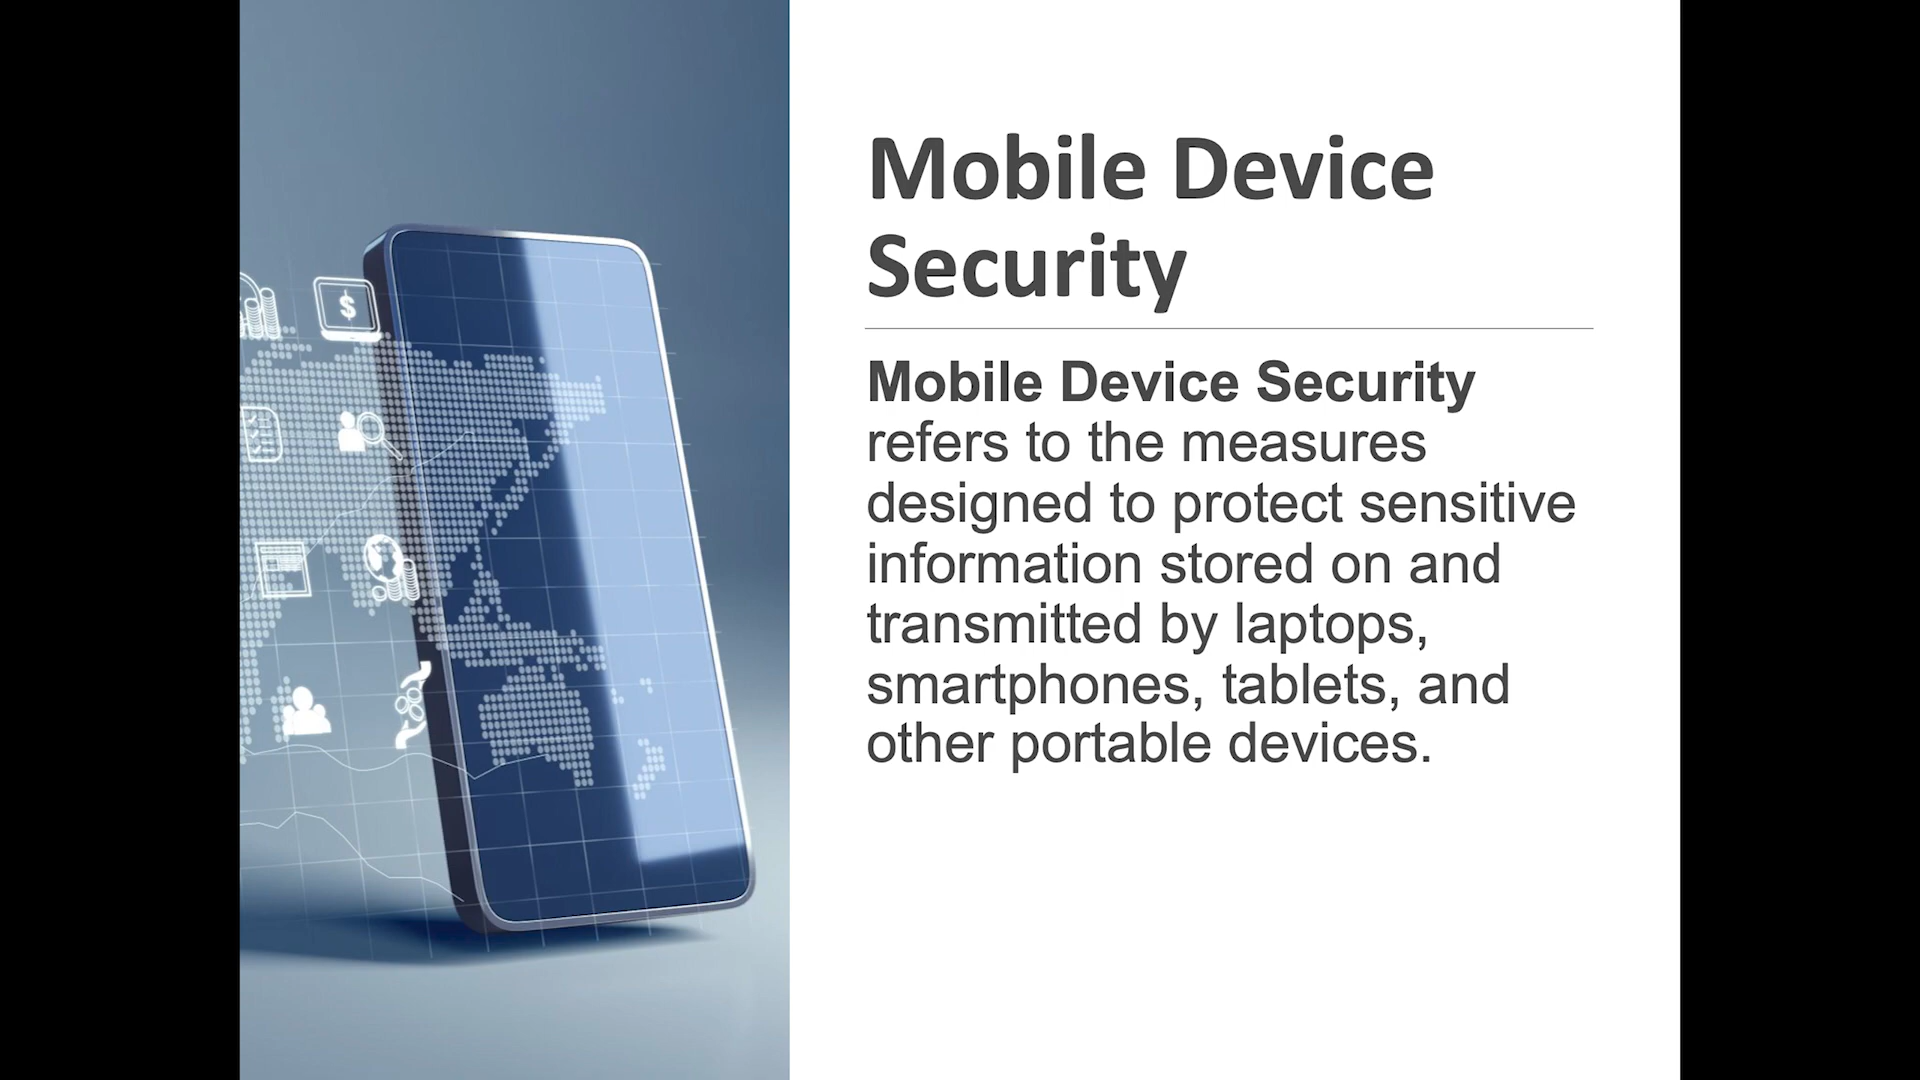 Mobile Device
Security
Mobile Device Security
refers to the measures
designed to protect sensitive
information stored on and
transmitted by laptops,
smartphones, tablets, and
other portable devices.
$